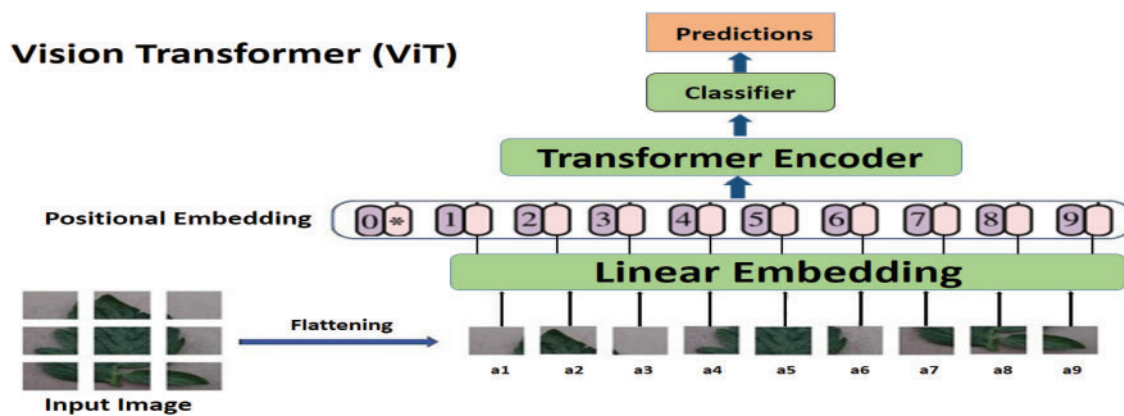 Vision Transformer (ViT)
Predictions
Classifier
Transformer Encoder
Positional Embedding
0 * 1 2 3 4 5 6 7 8 9
Linear Embedding
Flattening
a1 a2 a3 a4 a5 a6 a7 a8 a9
Input Image